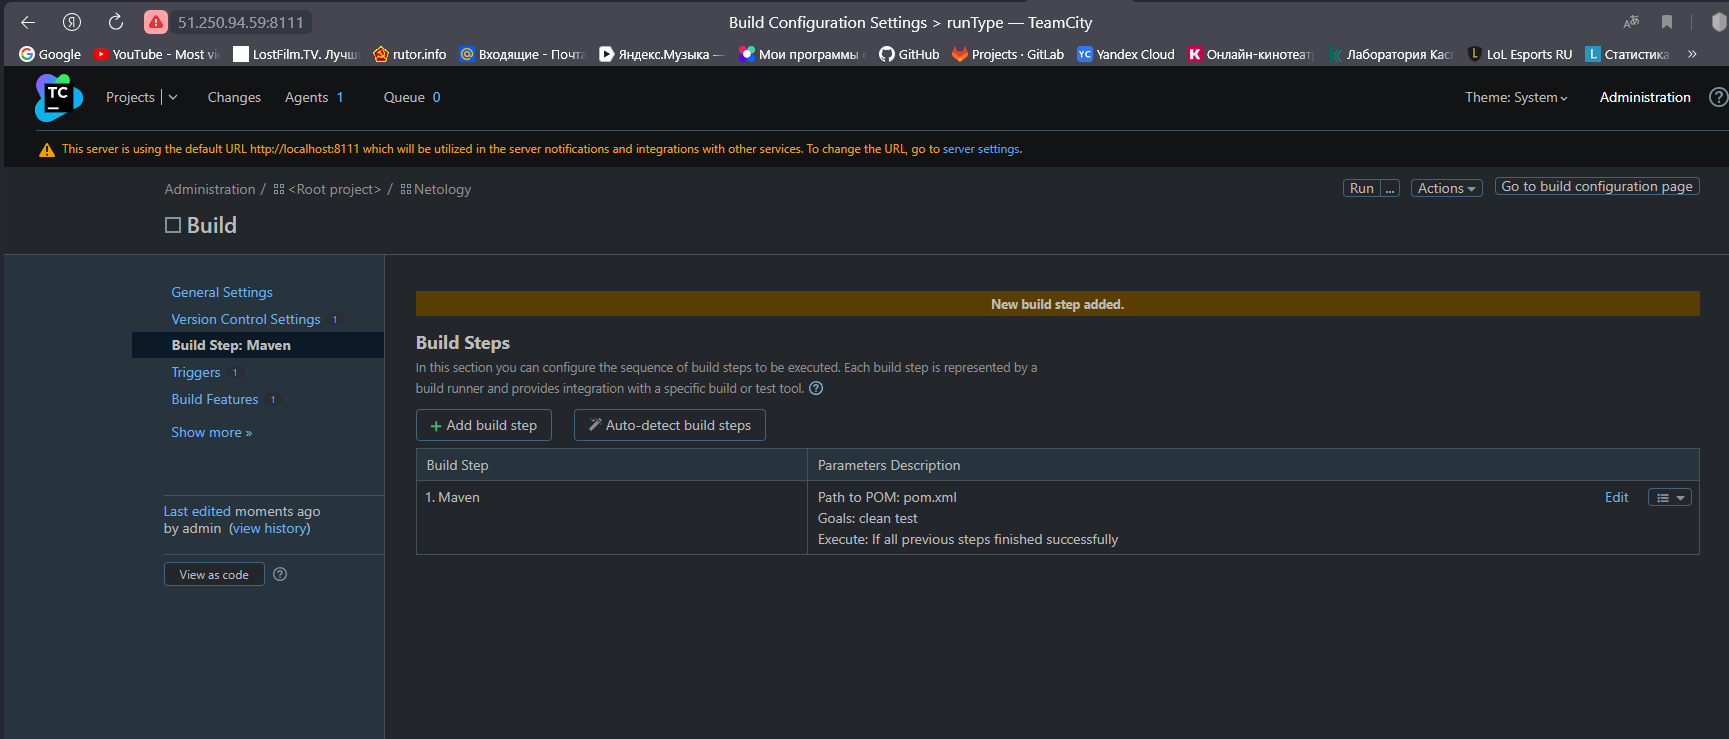 51.250.94.59:8111
Build Configuration Settings > runType — TeamCity
Google
YouTube - Most vi
LostFilm.TV. Лучш
rutor.info
Входящие - Почта
Яндекс.Музыка —
Мои программы
GitHub
Projects · GitLab
Yandex Cloud
Онлайн-кинотеат
Лаборатория Кас
LoL Esports RU
Статистика
»
TC
Projects
Changes
Agents 1
Queue 0
Theme: System
Administration
?
This server is using the default URL http://localhost:8111 which will be utilized in the server notifications and integrations with other services. To change the URL, go to server settings.
Administration / <Root project> / Netology
Run ...
Actions
Go to build configuration page
Build
General Settings
Version Control Settings 1
Build Step: Maven
Triggers 1
Build Features 1
Show more »
Last edited moments ago
by admin (view history)
View as code ?
New build step added.
Build Steps
In this section you can configure the sequence of build steps to be executed. Each build step is represented by a
build runner and provides integration with a specific build or test tool. ?
+ Add build step
Auto-detect build steps
Build Step
Parameters Description
1. Maven
Path to POM: pom.xml
Goals: clean test
Execute: If all previous steps finished successfully
Edit